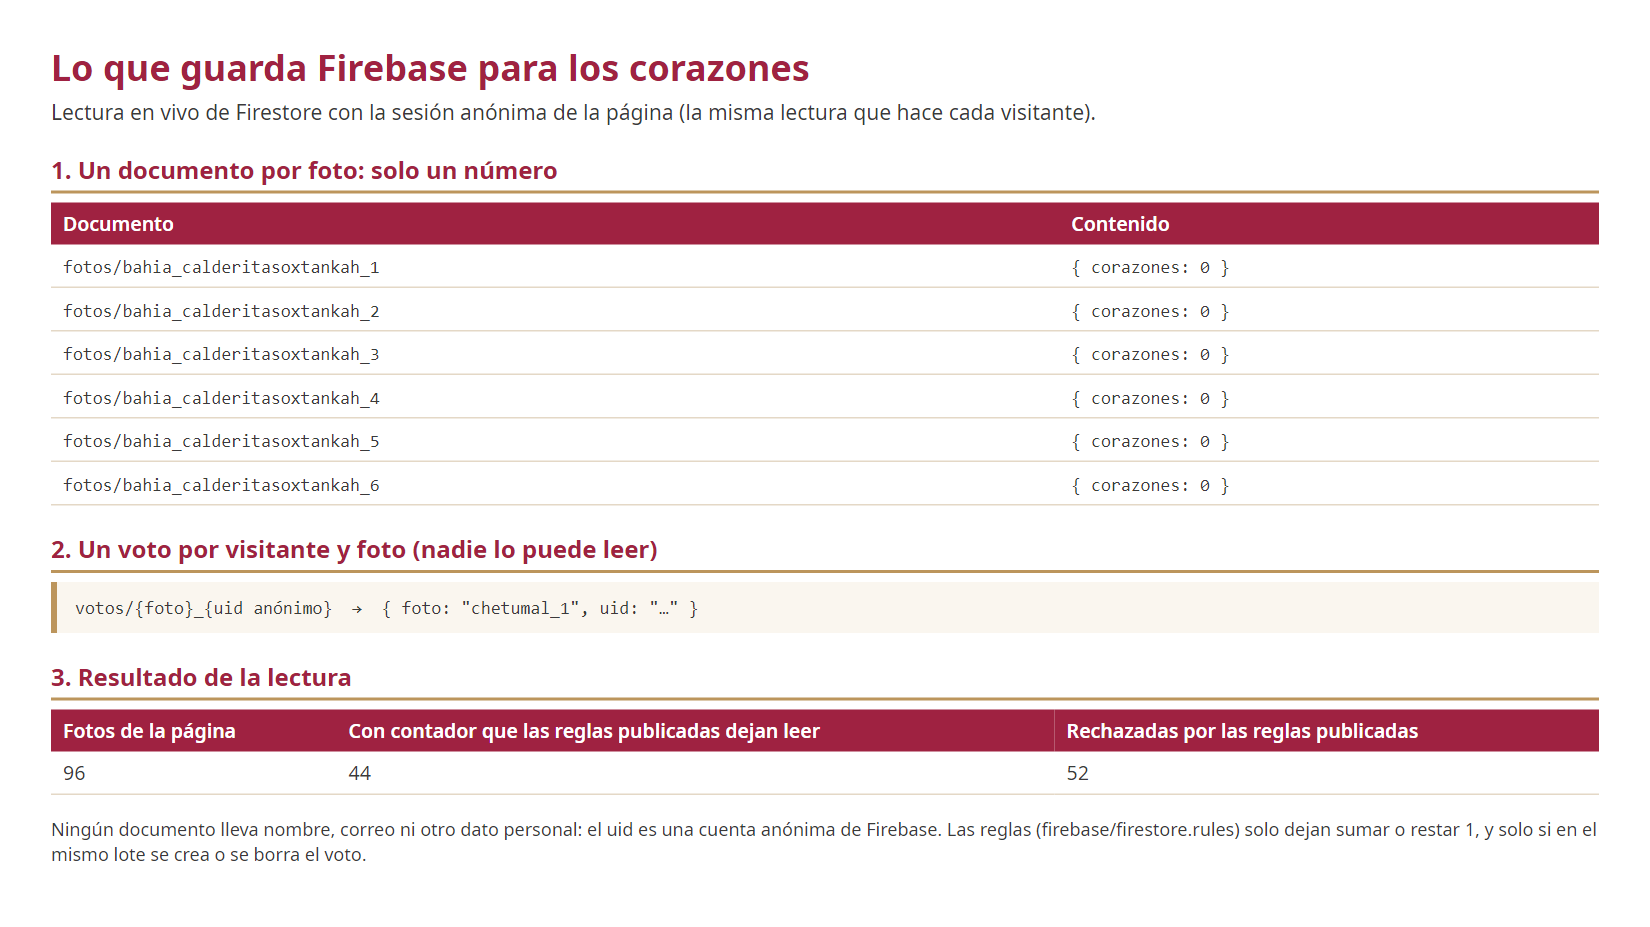 Lo que guarda Firebase para los corazones
Lectura en vivo de Firestore con la sesión anónima de la página (la misma lectura que hace cada visitante).
1. Un documento por foto: solo un número
Documento Contenido
fotos/bahia_calderitasoxtankah_1 { corazones: 0 }
fotos/bahia_calderitasoxtankah_2 { corazones: 0 }
fotos/bahia_calderitasoxtankah_3 { corazones: 0 }
fotos/bahia_calderitasoxtankah_4 { corazones: 0 }
fotos/bahia_calderitasoxtankah_5 { corazones: 0 }
fotos/bahia_calderitasoxtankah_6 { corazones: 0 }
2. Un voto por visitante y foto (nadie lo puede leer)
votos/{foto}_{uid anónimo} → { foto: "chetumal_1", uid: "…" }
3. Resultado de la lectura
Fotos de la página Con contador que las reglas publicadas dejan leer Rechazadas por las reglas publicadas
96 44 52
Ningún documento lleva nombre, correo ni otro dato personal: el uid es una cuenta anónima de Firebase. Las reglas (firebase/firestore.rules) solo dejan sumar o restar 1, y solo si en el
mismo lote se crea o se borra el voto.